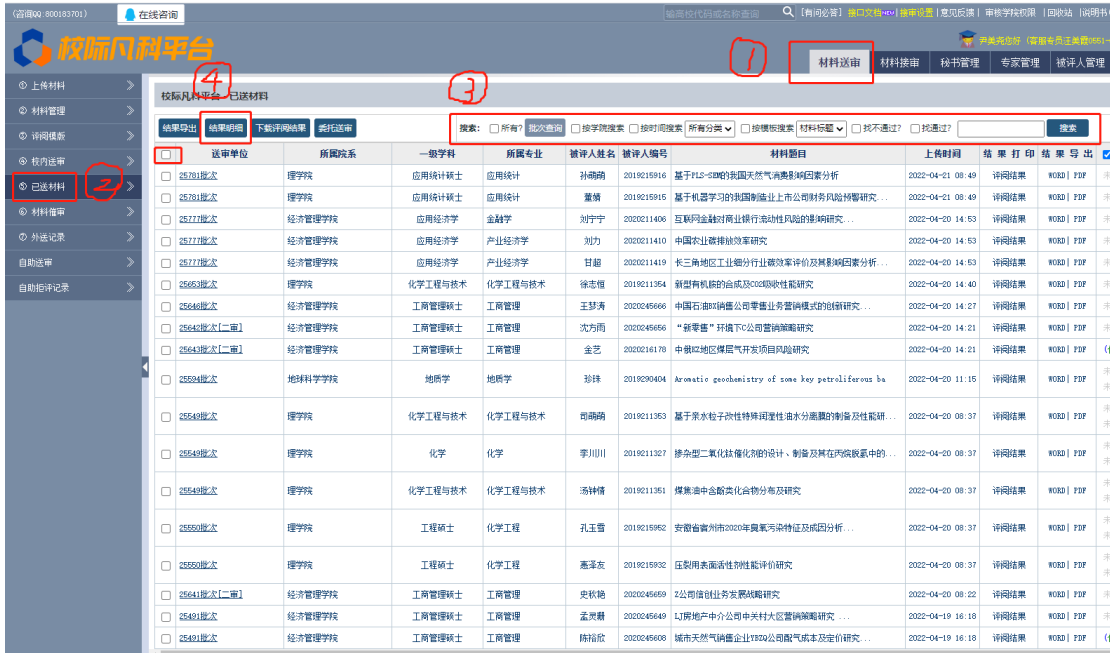 (咨询QQ:800183701) 在线咨询 输高校代码或名称查询 [有问必答] 接口文档NEW|接审设置|意见反馈| 审核学院权限 |回收站 |说明书
校际凡科平台 尹美尧您好 (客服专员汪美霞0551-
1
材料送审 材料接审 秘书管理 专家管理 被评人管理
① 上传材料
② 材料管理
③ 评阅模版
④ 校内送审
⑤ 已送材料
⑥ 材料催审
⑦ 外送记录
自助送审
自助拒评记录
2
4
3
校际凡科平台 - 已送材料
结果导出 结果明细 下载评阅结果 委托送审 搜索: 所有? 批次查询 按学院搜索 按时间搜索 所有分类 按模板搜索 材料标题 找不通过? 找通过? 搜索
送审单位 所属院系 一级学科 所属专业 被评人姓名 被评人编号 材料题目 上传时间 结果打印 结果导出
25781批次 理学院 应用统计硕士 应用统计 孙萌萌 2019215916 基于PLS-SEM的我国天然气消费影响因素分析 2022-04-21 08:49 评阅结果 WORD| PDF 未
25781批次 理学院 应用统计硕士 应用统计 董婧 2019215915 基于机器学习的我国制造业上市公司财务风险预警研究... 2022-04-21 08:49 评阅结果 WORD| PDF 未
25777批次 经济管理学院 应用经济学 金融学 刘宁宁 2020211406 互联网金融对商业银行流动性风险的影响研究... 2022-04-20 14:53 评阅结果 WORD| PDF 未
25777批次 经济管理学院 应用经济学 产业经济学 刘力 2020211410 中国农业碳排放效率研究 2022-04-20 14:53 评阅结果 WORD| PDF 未
25777批次 经济管理学院 应用经济学 产业经济学 甘超 2020211419 长三角地区工业细分行业碳效率评价及其影响因素分析... 2022-04-20 14:53 评阅结果 WORD| PDF 未
25653批次 理学院 化学工程与技术 化学工程与技术 徐志恒 2019211354 新型有机胺的合成及CO2吸收性能研究 2022-04-20 14:40 评阅结果 WORD| PDF 未
25646批次 经济管理学院 工商管理硕士 工商管理 王梦涛 2020245666 中国石油BX销售公司零售业务营销模式的创新研究... 2022-04-20 14:27 评阅结果 WORD| PDF 未
25642批次[二审] 经济管理学院 工商管理硕士 工商管理 沈方雨 2020245656 “新零售”环境下C公司营销策略研究 2022-04-20 14:21 评阅结果 WORD| PDF 未
25643批次[二审] 经济管理学院 工商管理硕士 工商管理 金艺 2020216178 中俄KZ地区煤层气开发项目风险研究 2022-04-20 14:21 评阅结果 WORD| PDF
25594批次 地球科学学院 地质学 地质学 珍珠 2019290404 Aromatic geochemistry of some key petroliferous ba 2022-04-20 11:15 评阅结果 WORD| PDF 未
25549批次 理学院 化学工程与技术 化学工程与技术 司萌萌 2019211353 基于亲水粒子改性特殊润湿性油水分离膜的制备及性能研.. 2022-04-20 08:37 评阅结果 WORD| PDF 未
25549批次 理学院 化学 化学 李川川 2019211327 掺杂型二氧化钛催化剂的设计、制备及其在丙烷脱氢中的... 2022-04-20 08:37 评阅结果 WORD| PDF 未
25549批次 理学院 化学工程与技术 化学工程与技术 汤钟情 2019211351 煤焦油中含酚类化合物分布及研究 2022-04-20 08:37 评阅结果 WORD| PDF 未
25550批次 理学院 工程硕士 化学工程 孔玉雪 2019215952 安徽省宿州市2020年臭氧污染特征及成因分析... 2022-04-20 08:37 评阅结果 WORD| PDF 未
25550批次 理学院 工程硕士 化学工程 惠泽友 2019215932 压裂用表面活性剂性能评价研究 2022-04-20 08:37 评阅结果 WORD| PDF 未
25641批次[二审] 经济管理学院 工商管理硕士 工商管理 史秋艳 2020245659 Z公司信创业务发展战略研究 2022-04-20 08:22 评阅结果 WORD| PDF 未
25491批次 经济管理学院 工商管理硕士 工商管理 孟灵珊 2020245649 LJ房地产中介公司中关村大区营销策略研究 ... 2022-04-19 16:18 评阅结果 WORD| PDF 未
25491批次 经济管理学院 工商管理硕士 工商管理 陈裕欣 2020245608 城市天然气销售企业YBZQ公司配气成本及定价研究... 2022-04-19 16:18 评阅结果 WORD| PDF